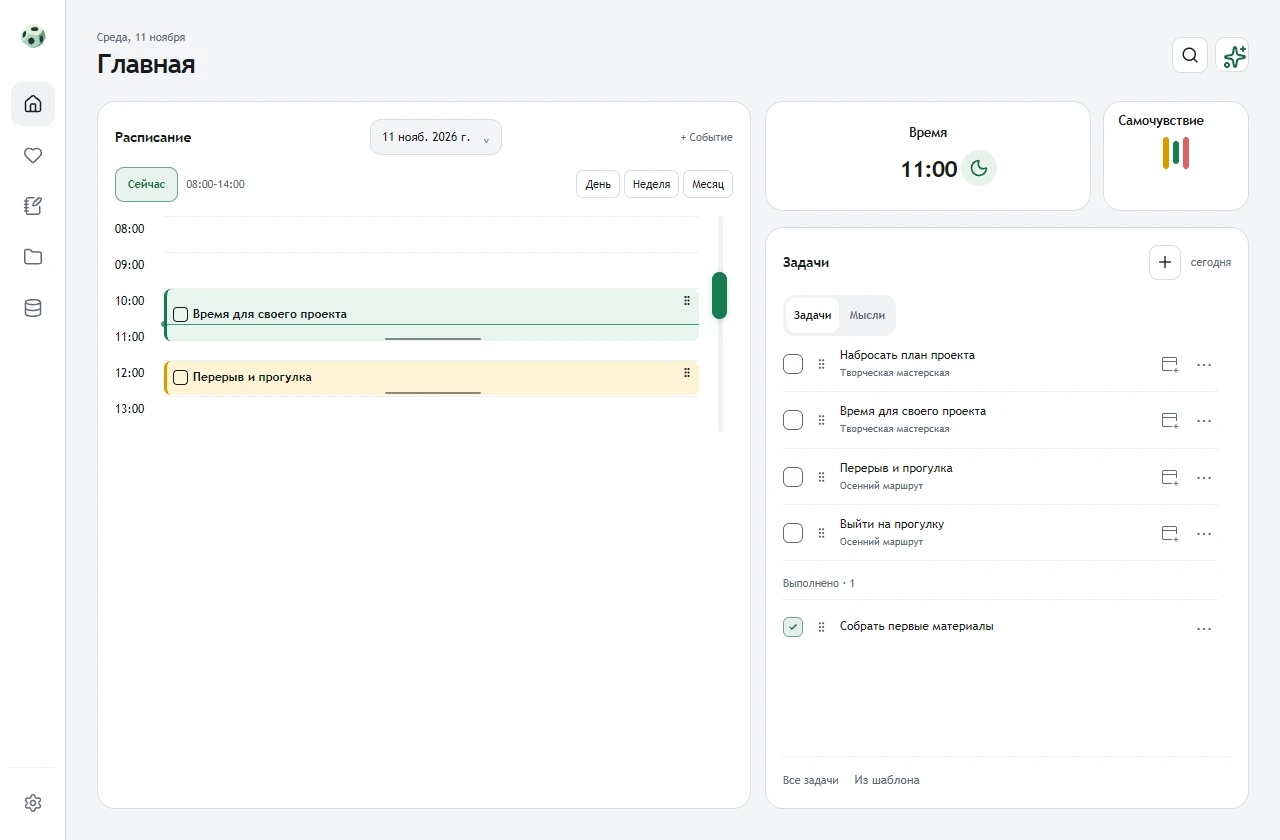 Среда, 11 ноября
Главная
Расписание
11 нояб. 2026 г.
+ Событие
Сейчас
08:00-14:00
День
Неделя
Месяц
08:00
09:00
10:00
11:00
12:00
13:00
Время для своего проекта
Перерыв и прогулка
Время
11:00
Самочувствие
Задачи
сегодня
Задачи
Мысли
Набросать план проекта
Творческая мастерская
Время для своего проекта
Творческая мастерская
Перерыв и прогулка
Осенний маршрут
Выйти на прогулку
Осенний маршрут
Выполнено · 1
Собрать первые материалы
Все задачи
Из шаблона